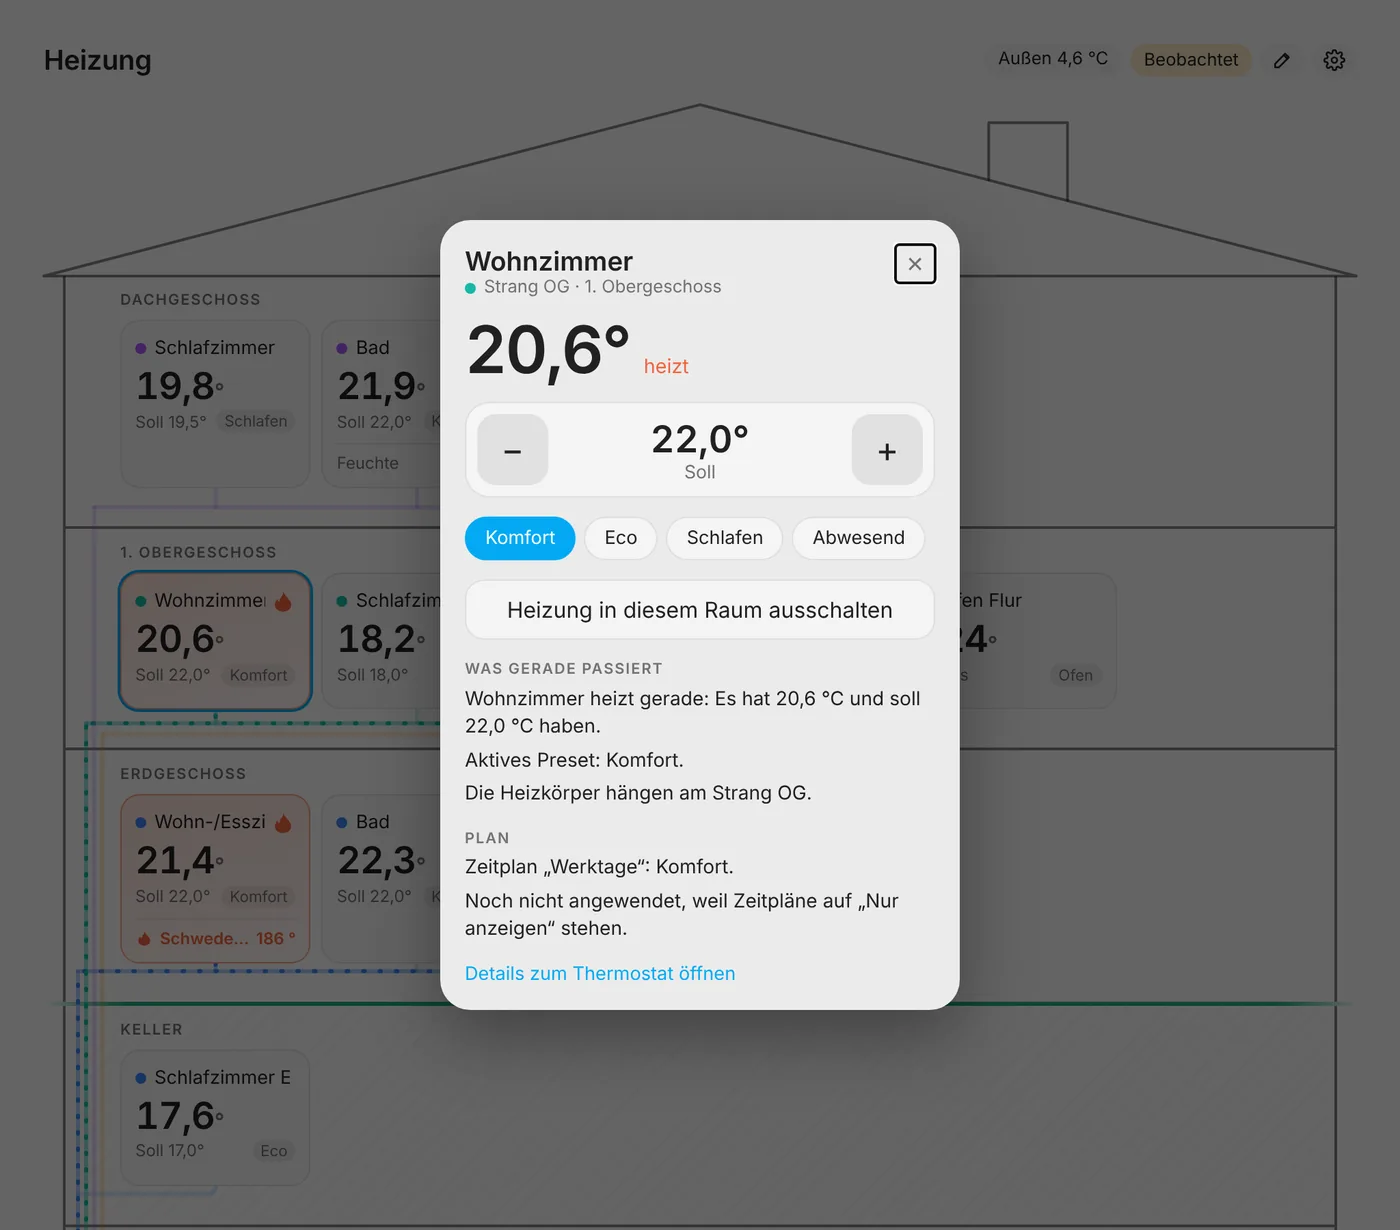 Heizung
Außen 4,6 °C
Beobachtet
DACHGESCHOSS
Schlafzimmer
19,8°
Soll 19,5°
Schlafen
Bad
21,9°
Soll 22,0°
K
Feuchte
1. OBERGESCHOSS
Wohnzimmer
20,6°
Soll 22,0°
Komfort
Schlafzim
18,2°
Soll 18,0°
fen Flur
24°
s
Ofen
ERDGESCHOSS
Wohn-/Esszi
21,4°
Soll 22,0°
Komfort
Schwede... 186 °
Bad
22,3°
Soll 22,0°
K
KELLER
Schlafzimmer E
17,6°
Soll 17,0°
Eco
Wohnzimmer
Strang OG · 1. Obergeschoss
20,6° heizt
−
22,0°
Soll
+
Komfort
Eco
Schlafen
Abwesend
Heizung in diesem Raum ausschalten
WAS GERADE PASSIERT
Wohnzimmer heizt gerade: Es hat 20,6 °C und soll
22,0 °C haben.
Aktives Preset: Komfort.
Die Heizkörper hängen am Strang OG.
PLAN
Zeitplan „Werktage“: Komfort.
Noch nicht angewendet, weil Zeitpläne auf „Nur
anzeigen“ stehen.
Details zum Thermostat öffnen